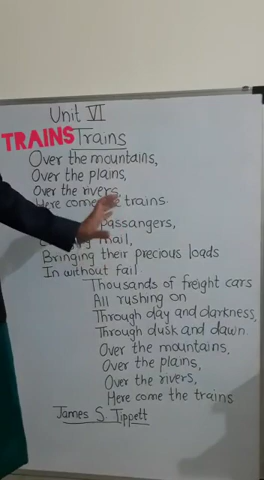 Unit VI
TRAINS Trains
Over the mountains,
Over the plains,
Over the rivers,
Here come trains.
passengers,
mail,
Bringing their precious loads
In without fail.
Thousands of freight cars
All rushing on
Through day and darkness,
Through dusk and dawn.
Over the mountains,
Over the plains,
Over the rivers,
Here come the trains
James S Tippett